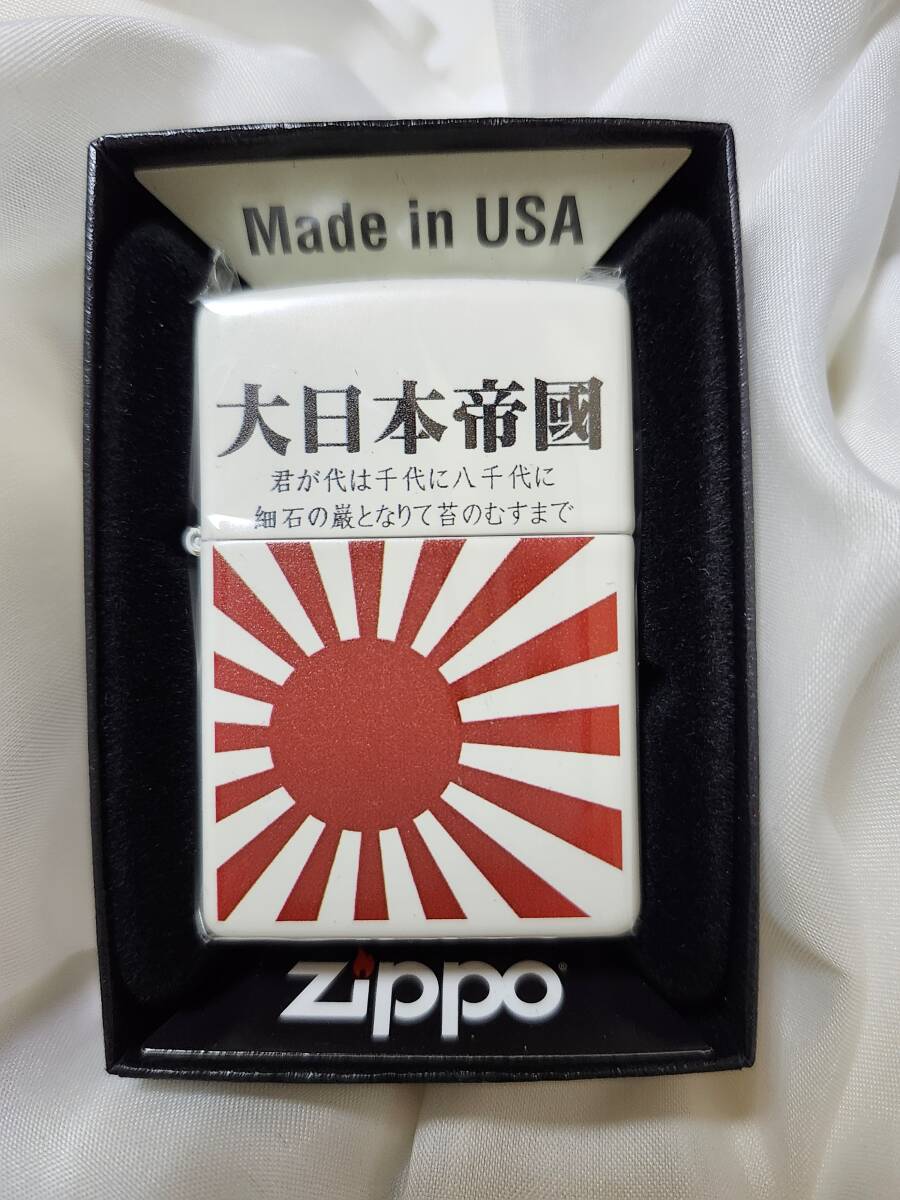 Made in USA
大日本帝國
君が代は千代に八千代に
細石の巌となりて苔のむすまで
zippo®